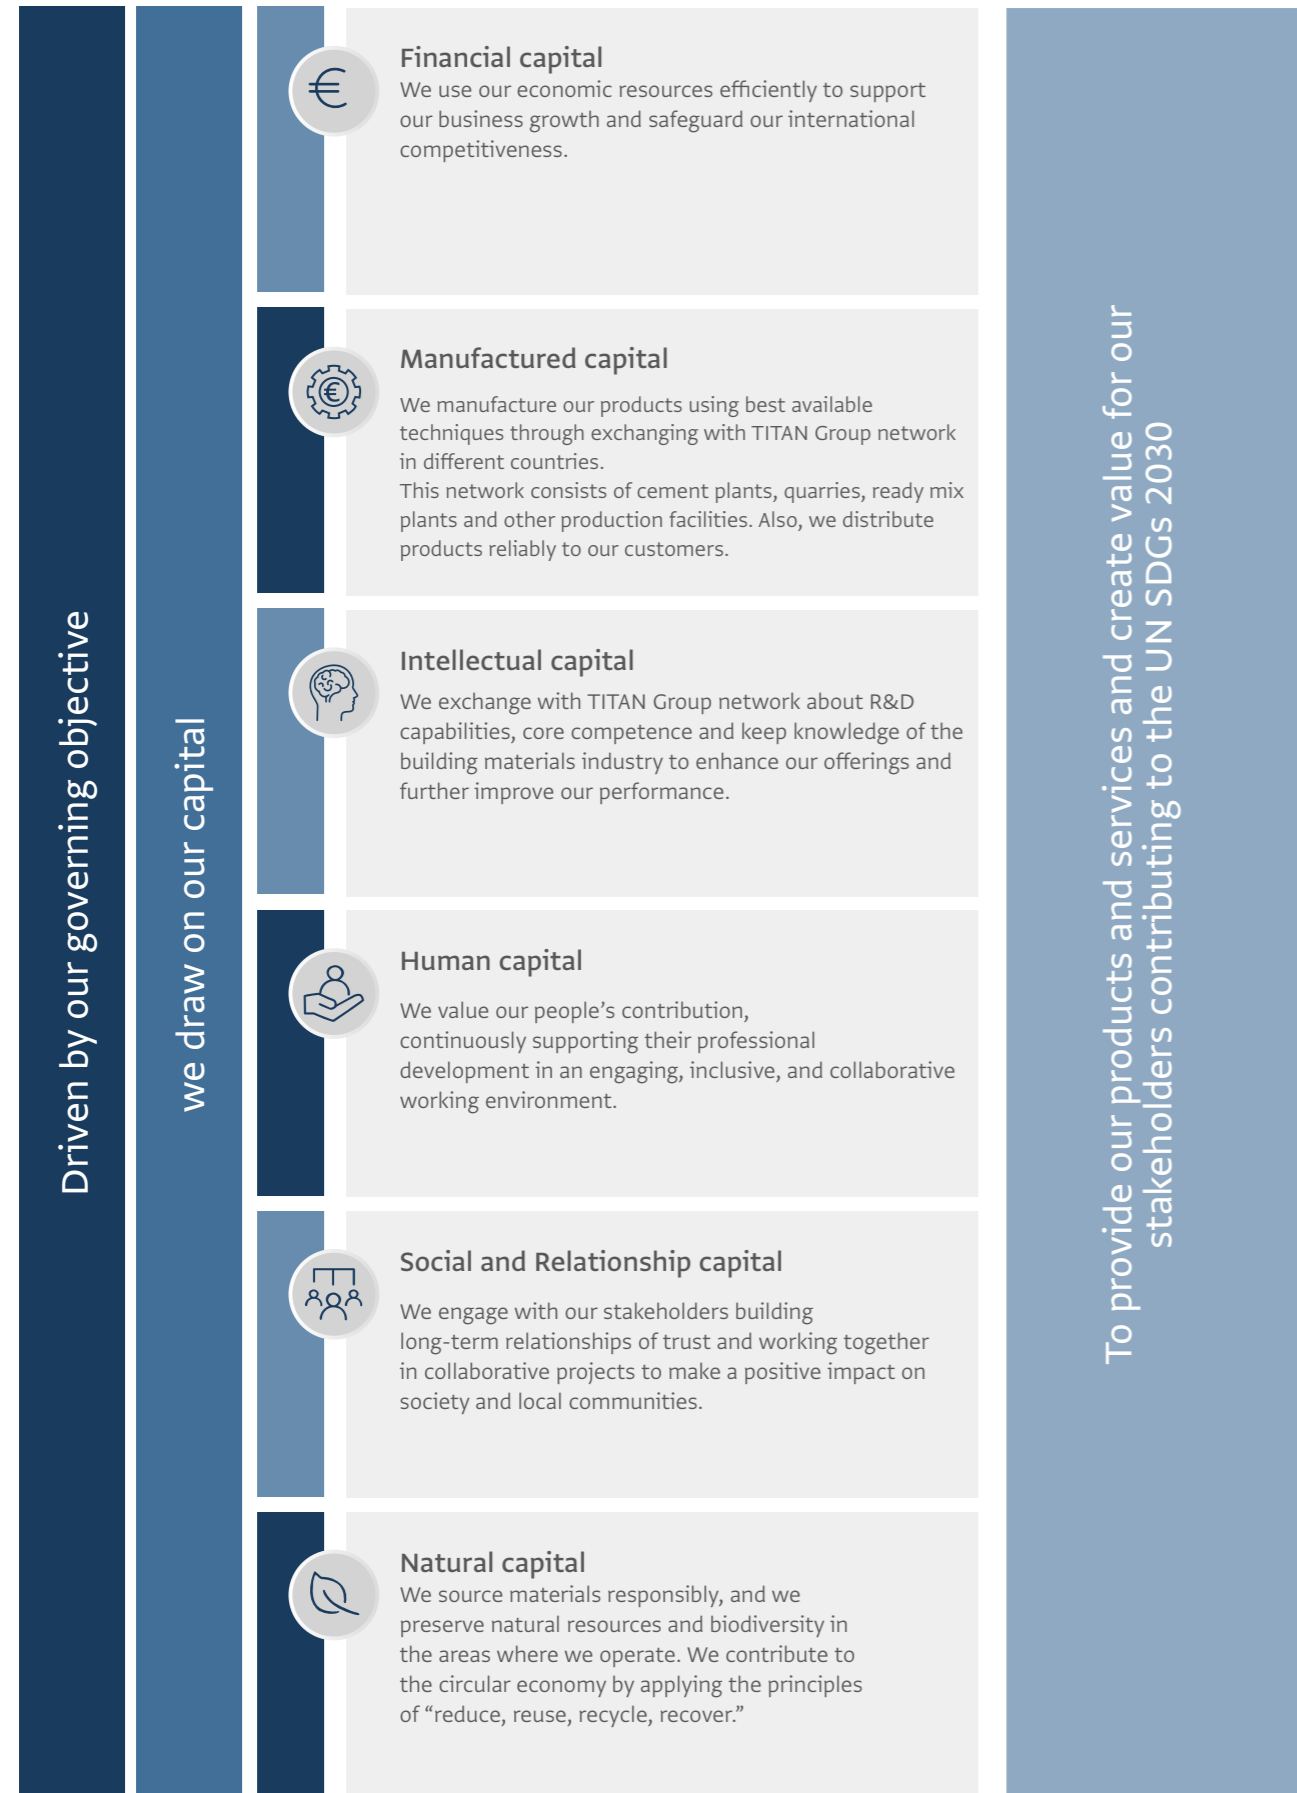 Driven by our governing objective
we draw on our capital
Financial capital
We use our economic resources efficiently to support
our business growth and safeguard our international
competitiveness.
Manufactured capital
We manufacture our products using best available
techniques through exchanging with TITAN Group network
in different countries.
This network consists of cement plants, quarries, ready mix
plants and other production facilities. Also, we distribute
products reliably to our customers.
Intellectual capital
We exchange with TITAN Group network about R&D
capabilities, core competence and keep knowledge of the
building materials industry to enhance our offerings and
further improve our performance.
Human capital
We value our people’s contribution,
continuously supporting their professional
development in an engaging, inclusive, and collaborative
working environment.
Social and Relationship capital
We engage with our stakeholders building
long-term relationships of trust and working together
in collaborative projects to make a positive impact on
society and local communities.
Natural capital
We source materials responsibly, and we
preserve natural resources and biodiversity in
the areas where we operate. We contribute to
the circular economy by applying the principles
of “reduce, reuse, recycle, recover.”
To provide our products and services and create value for our
stakeholders contributing to the UN SDGs 2030